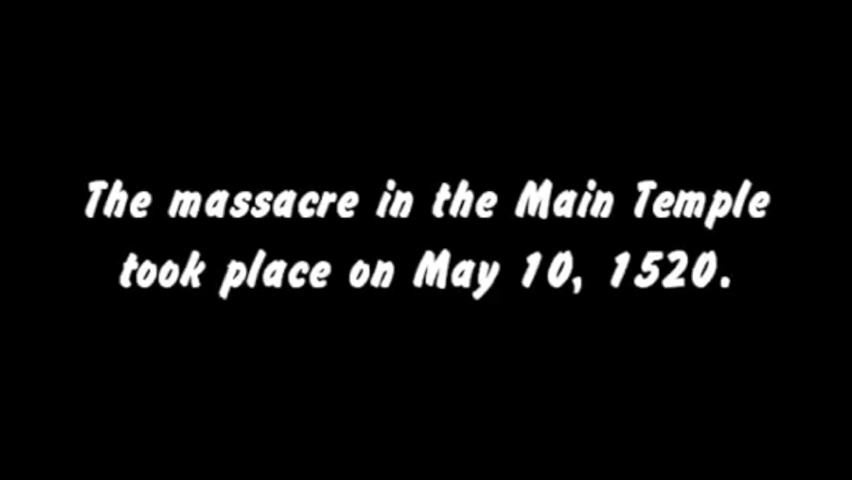 The massacre in the Main Temple
took place on May 10, 1520.